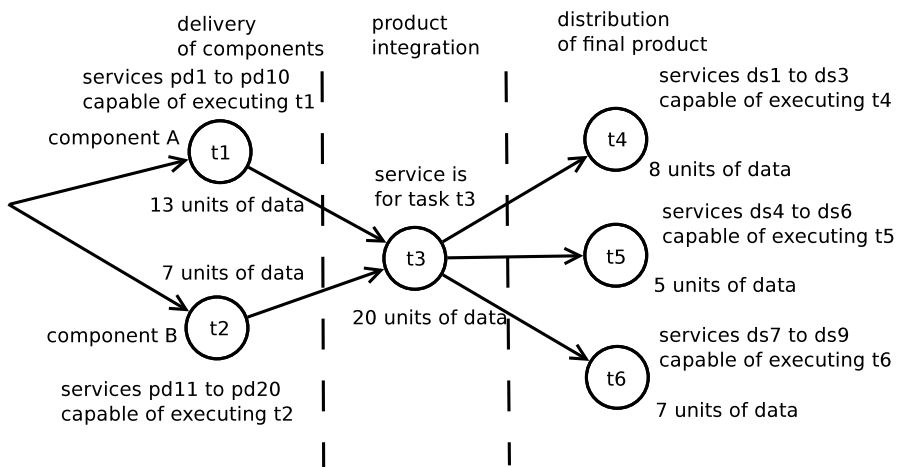 delivery
of components
product
integration
distribution
of final product
services pd1 to pd10
capable of executing t1
component A
t1
13 units of data
7 units of data
component B
t2
services pd11 to pd20
capable of executing t2
service is
for task t3
t3
20 units of data
services ds1 to ds3
capable of executing t4
t4
8 units of data
services ds4 to ds6
capable of executing t5
t5
5 units of data
services ds7 to ds9
capable of executing t6
t6
7 units of data